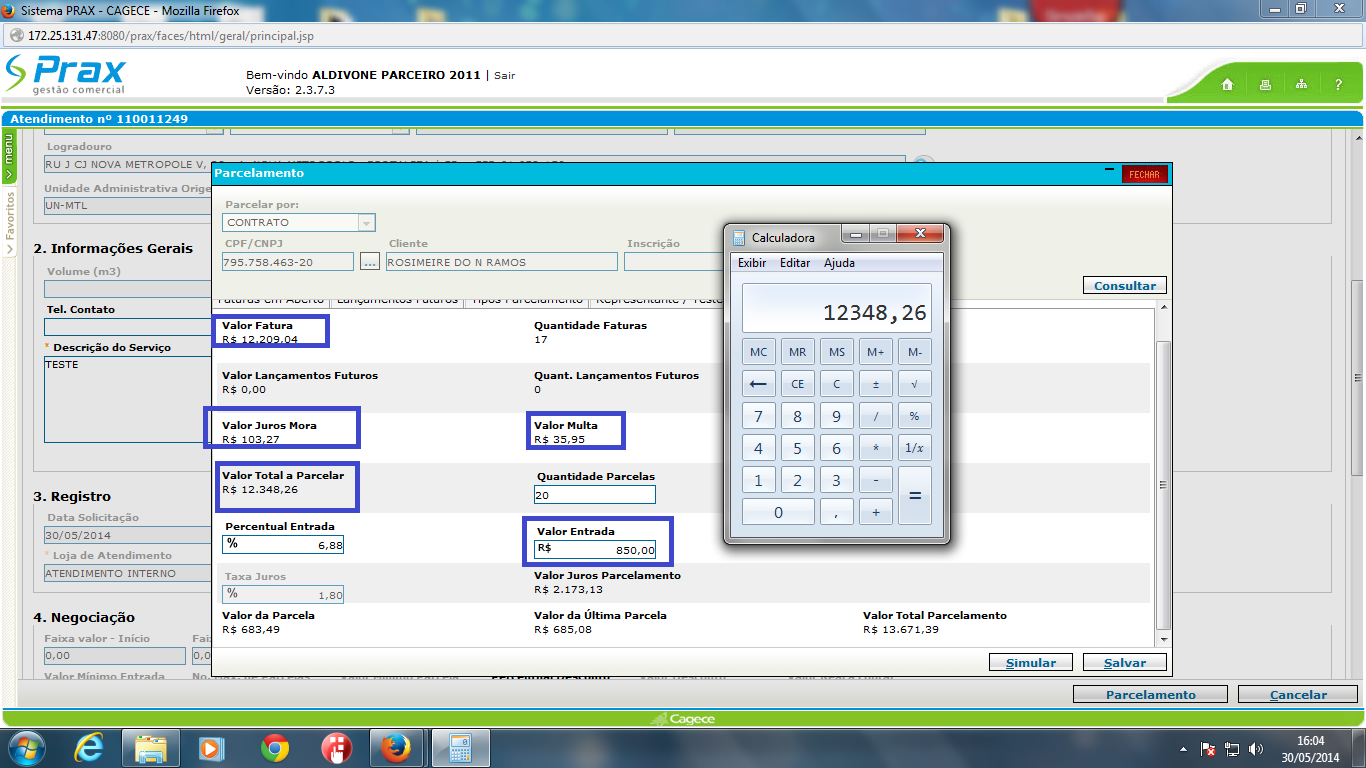 Sistema PRAX - CAGECE - Mozilla Firefox
172.25.131.47:8080/prax/faces/html/geral/principal.jsp
Prax
gestão comercial
Bem-vindo ALDIVONE PARCEIRO 2011 | Sair
Versão: 2.3.7.3
?
Atendimento nº 110011249
menu
Favoritos
Logradouro
RU J CJ NOVA METROPOLE V,
Unidade Administrativa Orige
UN-MTL
2. Informações Gerais
Volume (m3)
Tel. Contato
* Descrição do Serviço
TESTE
3. Registro
Data Solicitação
30/05/2014
* Loja de Atendimento
ATENDIMENTO INTERNO
4. Negociação
Faixa valor - Início
Faix
0,00
0,0
Valor Mínimo Entrada
Parcelamento
FECHAR
Parcelar por:
CONTRATO
CPF/CNPJ
Cliente
Inscrição
795.758.463-20
...
ROSIMEIRE DO N RAMOS
Consultar
Faturas em Aberto
Lançamentos Futuros
Tipos Parcelamento
Representante / Teste
Valor Fatura
R$ 12.209,04
Quantidade Faturas
17
Valor Lançamentos Futuros
R$ 0,00
Quant. Lançamentos Futuros
0
Valor Juros Mora
R$ 103,27
Valor Multa
R$ 35,95
Valor Total a Parcelar
R$ 12.348,26
Quantidade Parcelas
20
Percentual Entrada
% 6,88
Valor Entrada
R$ 850,00
Taxa Juros
% 1,80
Valor Juros Parcelamento
R$ 2.173,13
Valor da Parcela
R$ 683,49
Valor da Última Parcela
R$ 685,08
Valor Total Parcelamento
R$ 13.671,39
Simular
Salvar
Calculadora
Exibir Editar Ajuda
12348,26
MC MR MS M+ M-
← CE C ± √
7 8 9 / %
4 5 6 * 1/x
1 2 3 - =
0 , +
Parcelamento
Cancelar
Cagece
16:04
30/05/2014